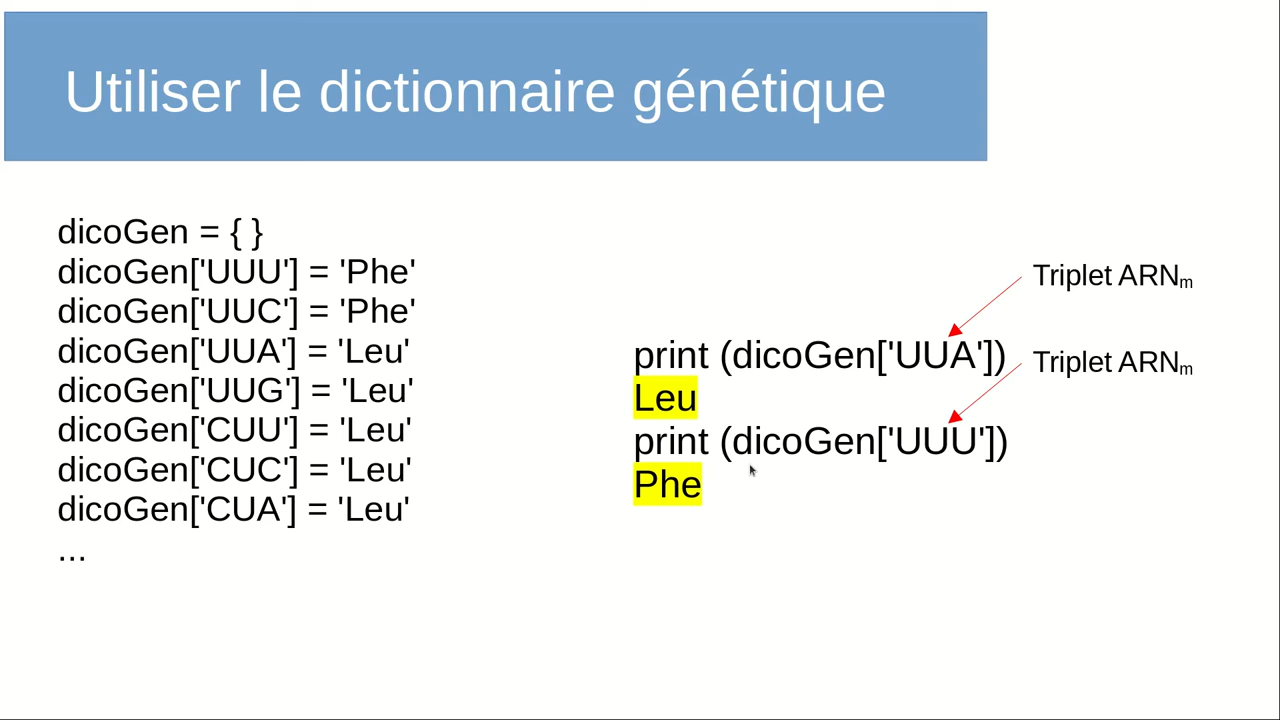 Utiliser le dictionnaire génétique
dicoGen = { }
dicoGen['UUU'] = 'Phe'
dicoGen['UUC'] = 'Phe'
dicoGen['UUA'] = 'Leu'
dicoGen['UUG'] = 'Leu'
dicoGen['CUU'] = 'Leu'
dicoGen['CUC'] = 'Leu'
dicoGen['CUA'] = 'Leu'
...
Triplet ARNm
print (dicoGen['UUA'])
Triplet ARNm
Leu
print (dicoGen['UUU'])
Phe